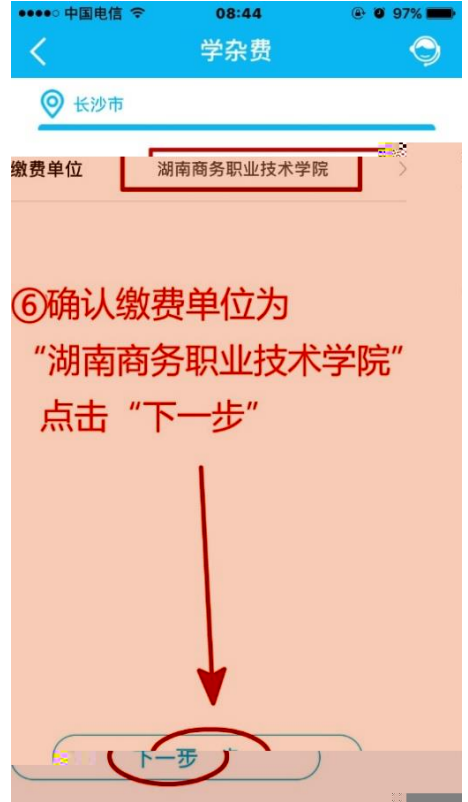 中国电信 08:44 97%
学杂费
长沙市
缴费单位 湖南商务职业技术学院
⑥确认缴费单位为
“湖南商务职业技术学院”
点击“下一步”
下一步